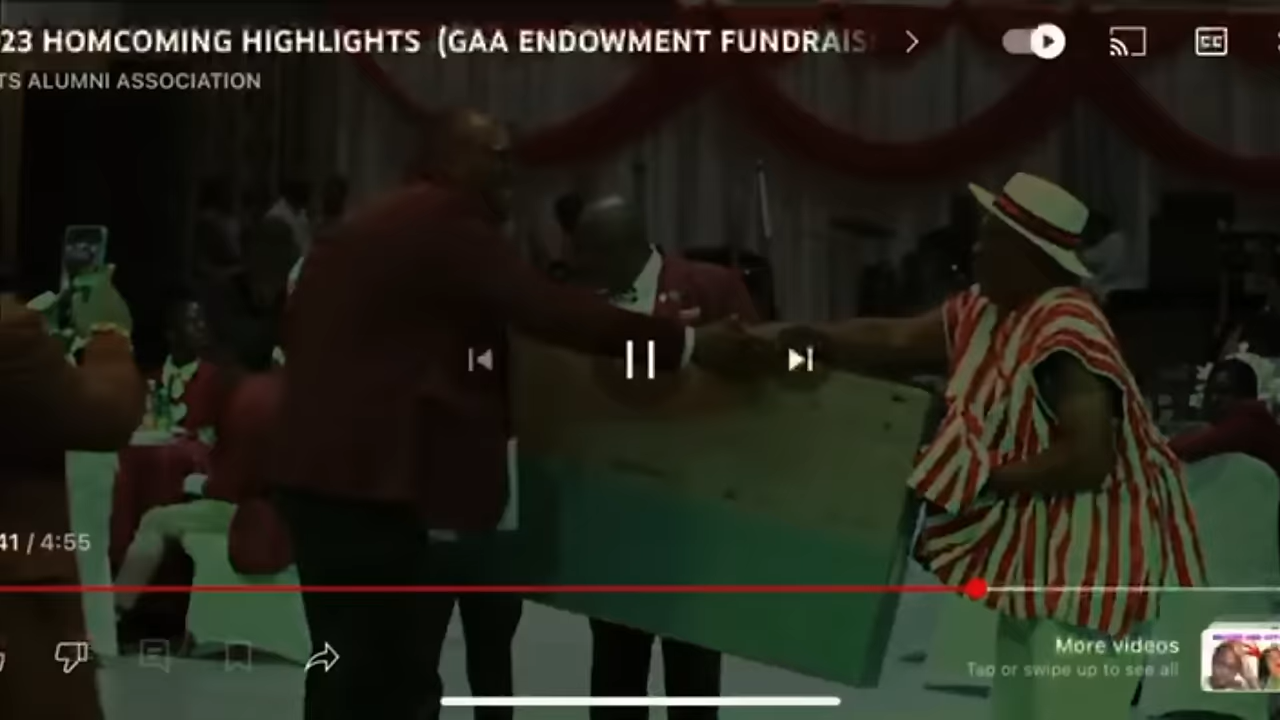 23 HOMCOMING HIGHLIGHTS (GAA ENDOWMENT FUNDRAIS
TS ALUMNI ASSOCIATION
CC
41 / 4:55
More videos
Tap or swipe up to see all